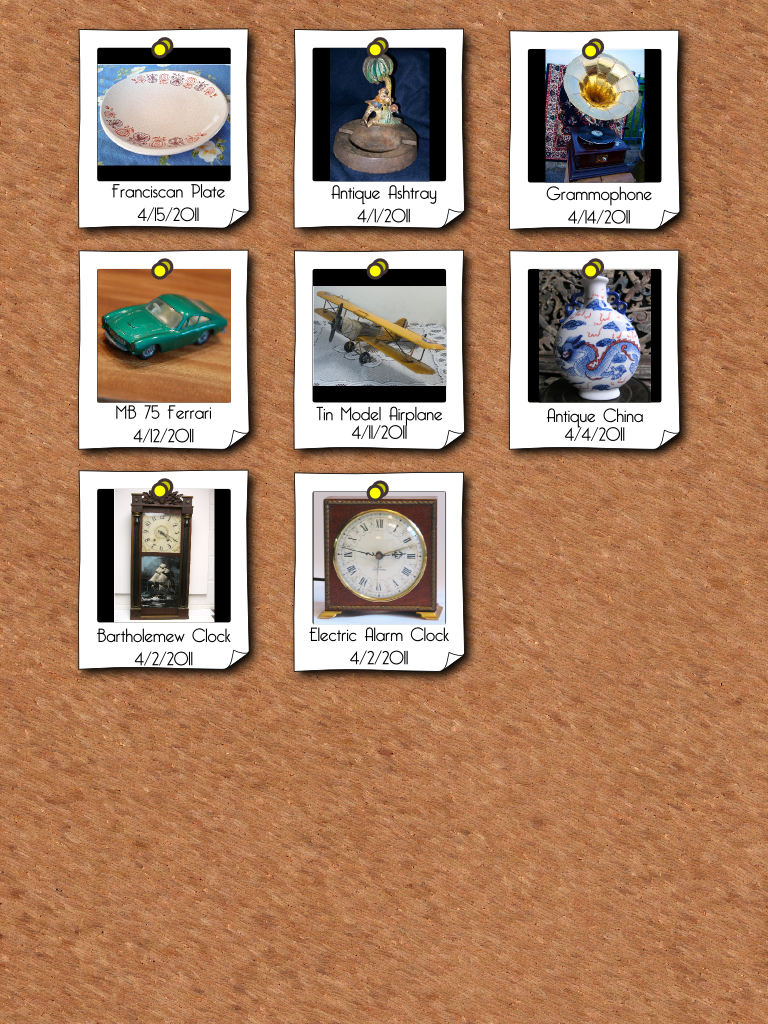 Franciscan Plate
4/15/2011
Antique Ashtray
4/1/2011
Grammophone
4/14/2011
MB 75 Ferrari
4/12/2011
Tin Model Airplane
4/11/2011
Antique China
4/4/2011
Bartholemew Clock
4/2/2011
Electric Alarm Clock
4/2/2011